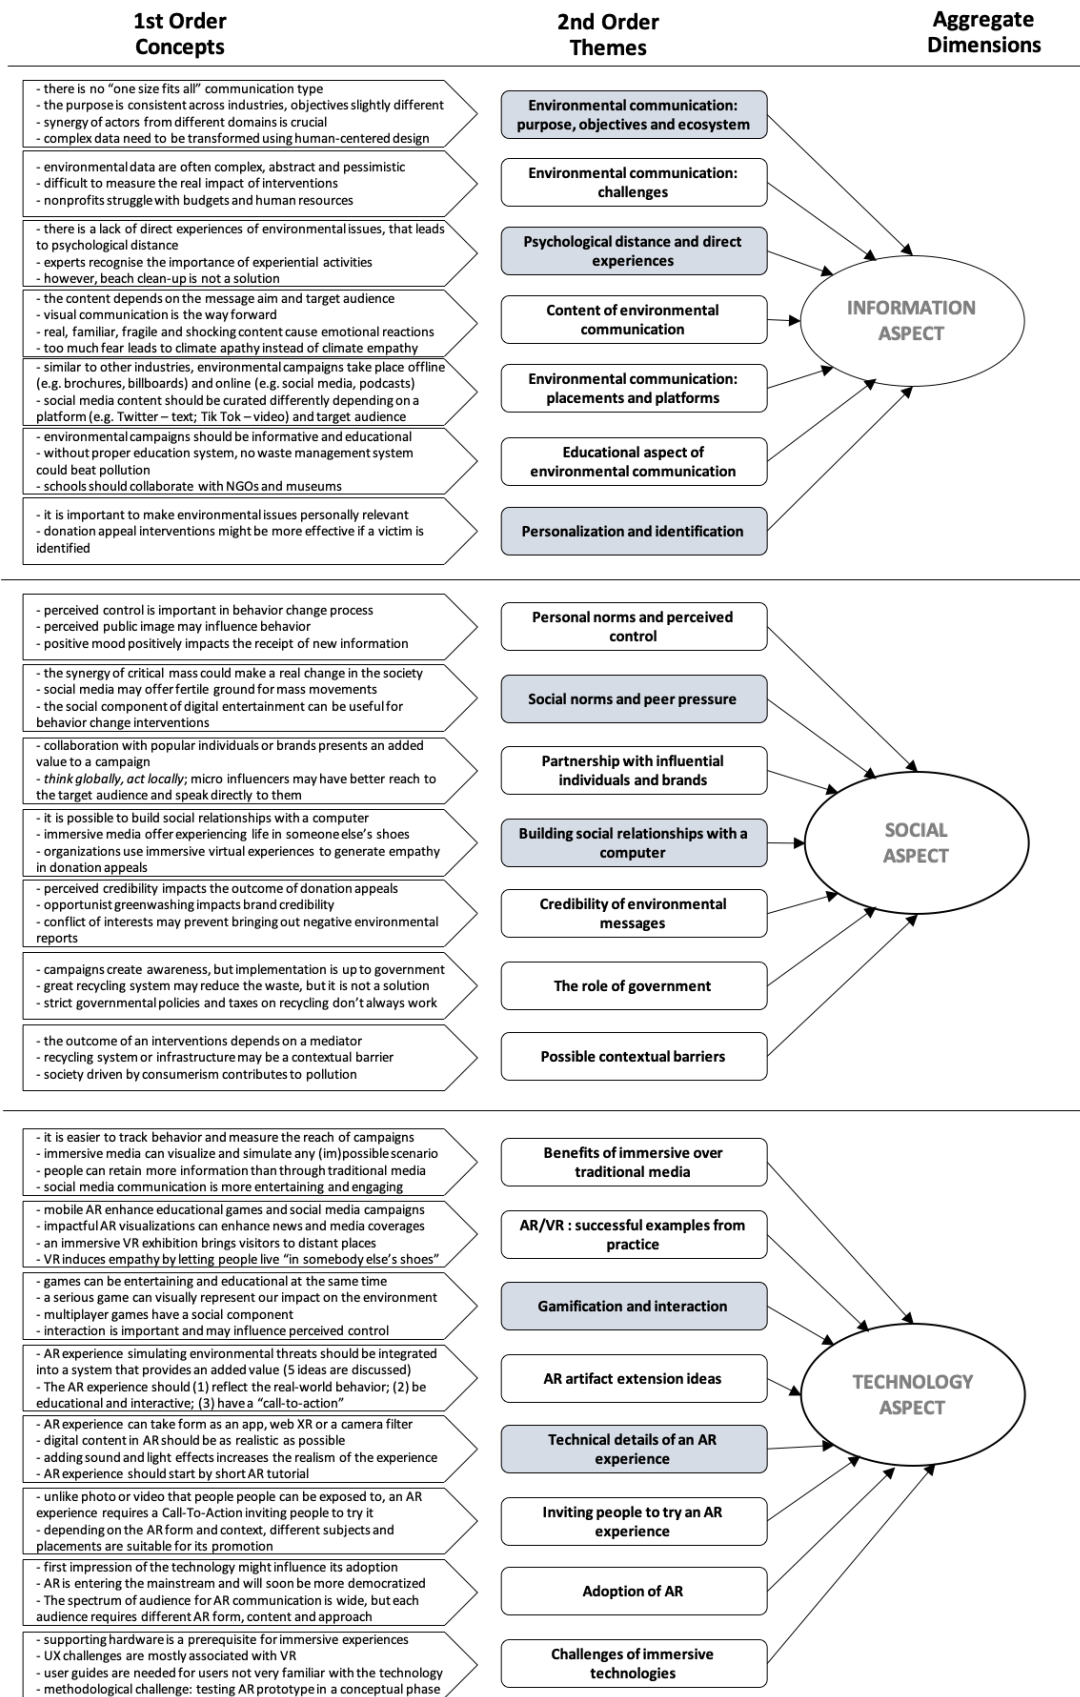 1st Order
Concepts
2nd Order
Themes
Aggregate
Dimensions
- there is no “one size fits all” communication type
- the purpose is consistent across industries, objectives slightly different
- synergy of actors from different domains is crucial
- complex data need to be transformed using human-centered design
Environmental communication:
purpose, objectives and ecosystem
- environmental data are often complex, abstract and pessimistic
- difficult to measure the real impact of interventions
- nonprofits struggle with budgets and human resources
Environmental communication:
challenges
- there is a lack of direct experiences of environmental issues, that leads
to psychological distance
- experts recognise the importance of experiential activities
- however, beach clean-up is not a solution
Psychological distance and direct
experiences
- the content depends on the message aim and target audience
- visual communication is the way forward
- real, familiar, fragile and shocking content cause emotional reactions
- too much fear leads to climate apathy instead of climate empathy
Content of environmental
communication
INFORMATION
ASPECT
- similar to other industries, environmental campaigns take place offline
(e.g. brochures, billboards) and online (e.g. social media, podcasts)
- social media content should be curated differently depending on a
platform (e.g. Twitter – text; Tik Tok – video) and target audience
Environmental communication:
placements and platforms
- environmental campaigns should be informative and educational
- without proper education system, no waste management system
could beat pollution
- schools should collaborate with NGOs and museums
Educational aspect of
environmental communication
- it is important to make environmental issues personally relevant
- donation appeal interventions might be more effective if a victim is
identified
Personalization and identification
- perceived control is important in behavior change process
- perceived public image may influence behavior
- positive mood positively impacts the receipt of new information
Personal norms and perceived
control
- the synergy of critical mass could make a real change in the society
- social media may offer fertile ground for mass movements
- the social component of digital entertainment can be useful for
behavior change interventions
Social norms and peer pressure
- collaboration with popular individuals or brands presents an added
value to a campaign
- think globally, act locally; micro influencers may have better reach to
the target audience and speak directly to them
Partnership with influential
individuals and brands
- it is possible to build social relationships with a computer
- immersive media offer experiencing life in someone else’s shoes
- organizations use immersive virtual experiences to generate empathy
in donation appeals
Building social relationships with a
computer
SOCIAL
ASPECT
- perceived credibility impacts the outcome of donation appeals
- opportunist greenwashing impacts brand credibility
- conflict of interests may prevent bringing out negative environmental
reports
Credibility of environmental
messages
- campaigns create awareness, but implementation is up to government
- great recycling system may reduce the waste, but it is not a solution
- strict governmental policies and taxes on recycling don’t always work
The role of government
- the outcome of an interventions depends on a mediator
- recycling system or infrastructure may be a contextual barrier
- society driven by consumerism contributes to pollution
Possible contextual barriers
- it is easier to track behavior and measure the reach of campaigns
- immersive media can visualize and simulate any (im)possible scenario
- people can retain more information than through traditional media
- social media communication is more entertaining and engaging
Benefits of immersive over
traditional media
- mobile AR enhance educational games and social media campaigns
- impactful AR visualizations can enhance news and media coverages
- an immersive VR exhibition brings visitors to distant places
- VR induces empathy by letting people live “in somebody else’s shoes”
AR/VR : successful examples from
practice
- games can be entertaining and educational at the same time
- a serious game can visually represent our impact on the environment
- multiplayer games have a social component
- interaction is important and may influence perceived control
Gamification and interaction
- AR experience simulating environmental threats should be integrated
into a system that provides an added value (5 ideas are discussed)
- The AR experience should (1) reflect the real-world behavior; (2) be
educational and interactive; (3) have a “call-to-action”
AR artifact extension ideas
TECHNOLOGY
ASPECT
- AR experience can take form as an app, web XR or a camera filter
- digital content in AR should be as realistic as possible
- adding sound and light effects increases the realism of the experience
- AR experience should start by short AR tutorial
Technical details of an AR
experience
- unlike photo or video that people people can be exposed to, an AR
experience requires a Call-To-Action inviting people to try it
- depending on the AR form and context, different subjects and
placements are suitable for its promotion
Inviting people to try an AR
experience
- first impression of the technology might influence its adoption
- AR is entering the mainstream and will soon be more democratized
- The spectrum of audience for AR communication is wide, but each
audience requires different AR form, content and approach
Adoption of AR
- supporting hardware is a prerequisite for immersive experiences
- UX challenges are mostly associated with VR
- user guides are needed for users not very familiar with the technology
- methodological challenge: testing AR prototype in a conceptual phase
Challenges of immersive
technologies